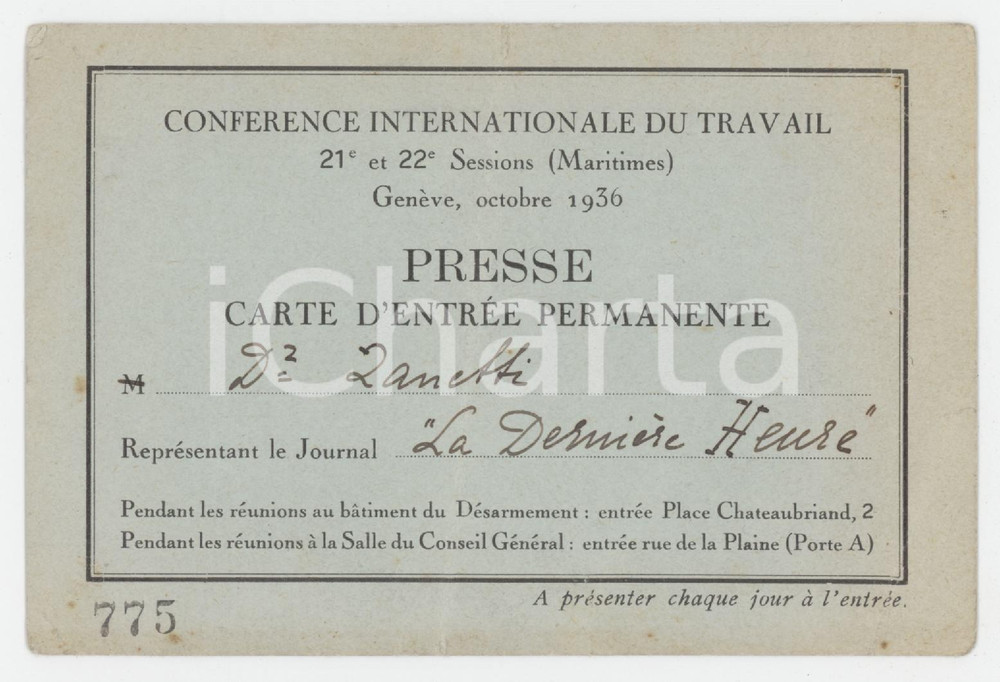 CONFERENCE INTERNATIONALE DU TRAVAIL
21e et 22e Sessions (Maritimes)
Genève, octobre 1936
PRESSE
CARTE D'ENTRÉE PERMANENTE
iCharta
M Dr Zanetti
Représentant le Journal "La Dernière Heure"
Pendant les réunions au bâtiment du Désarmement : entrée Place Chateaubriand, 2
Pendant les réunions à la Salle du Conseil Général : entrée rue de la Plaine (Porte A)
A présenter chaque jour à l'entrée.
775